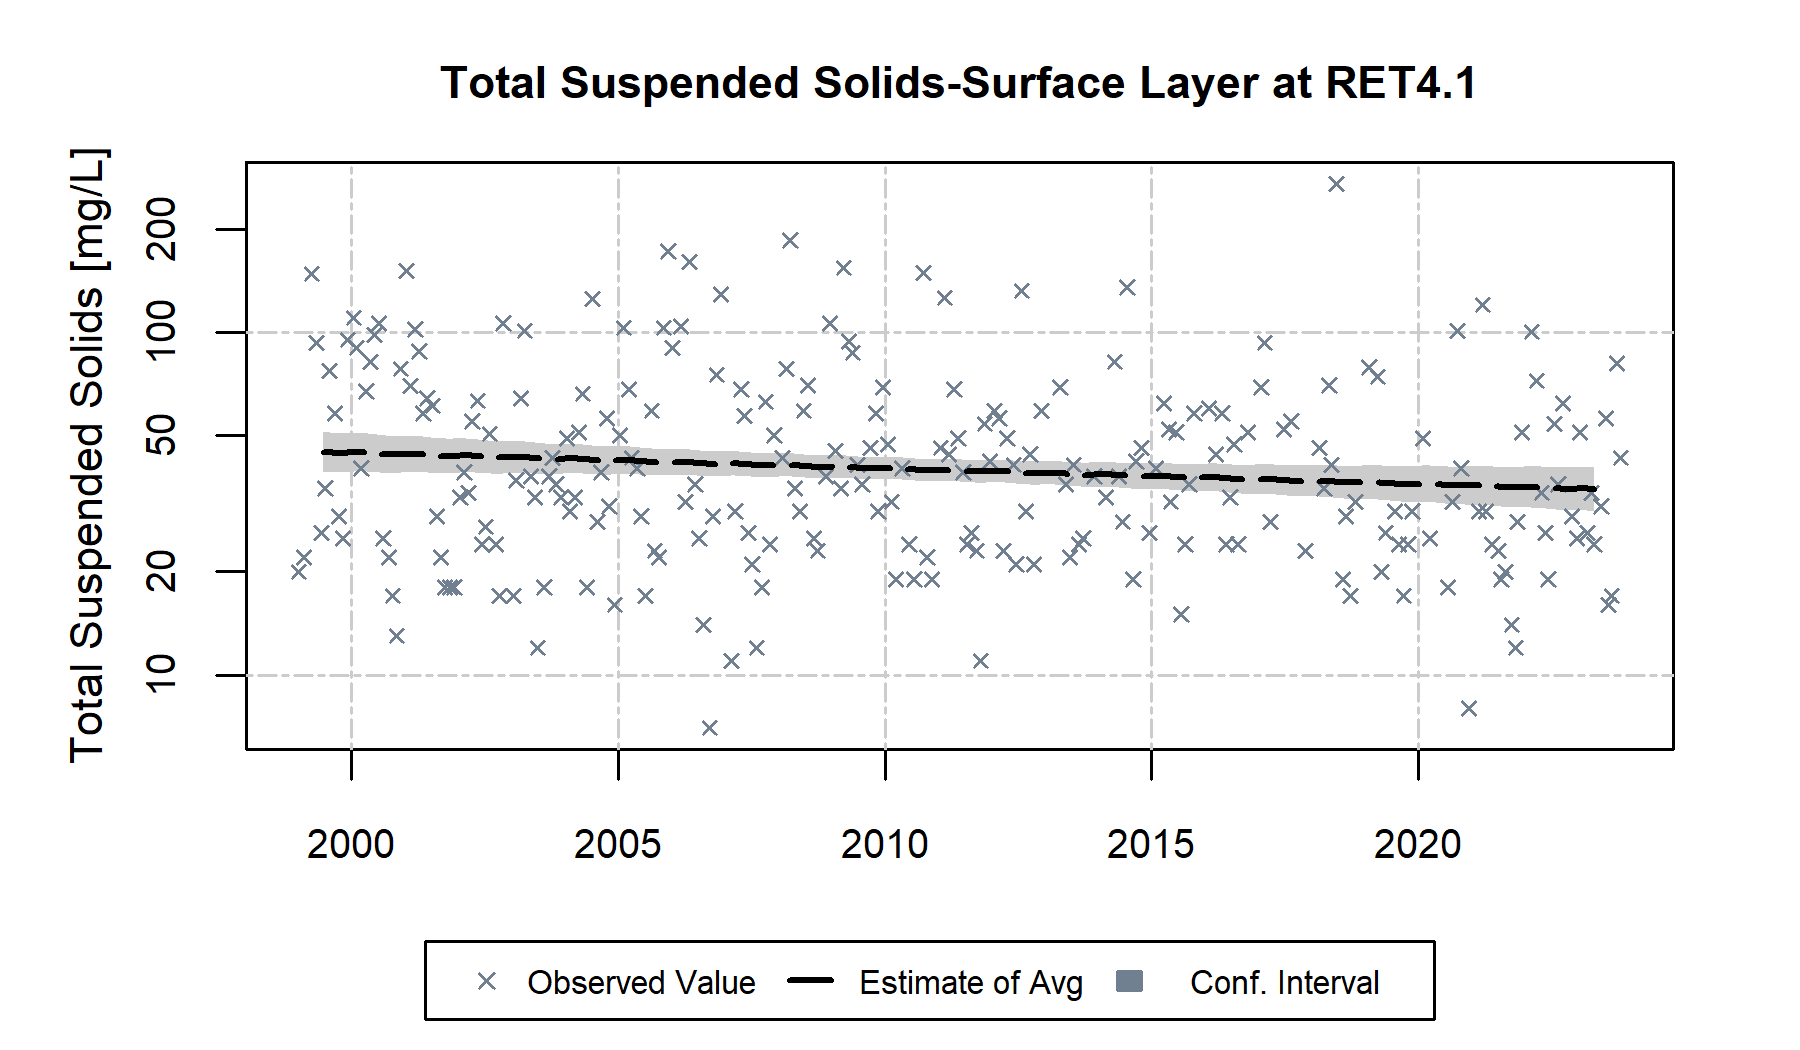 Total Suspended Solids-Surface Layer at RET4.1
Total Suspended Solids [mg/L]
200
100
50
20
10
2000 2005 2010 2015 2020
Observed Value Estimate of Avg Conf. Interval